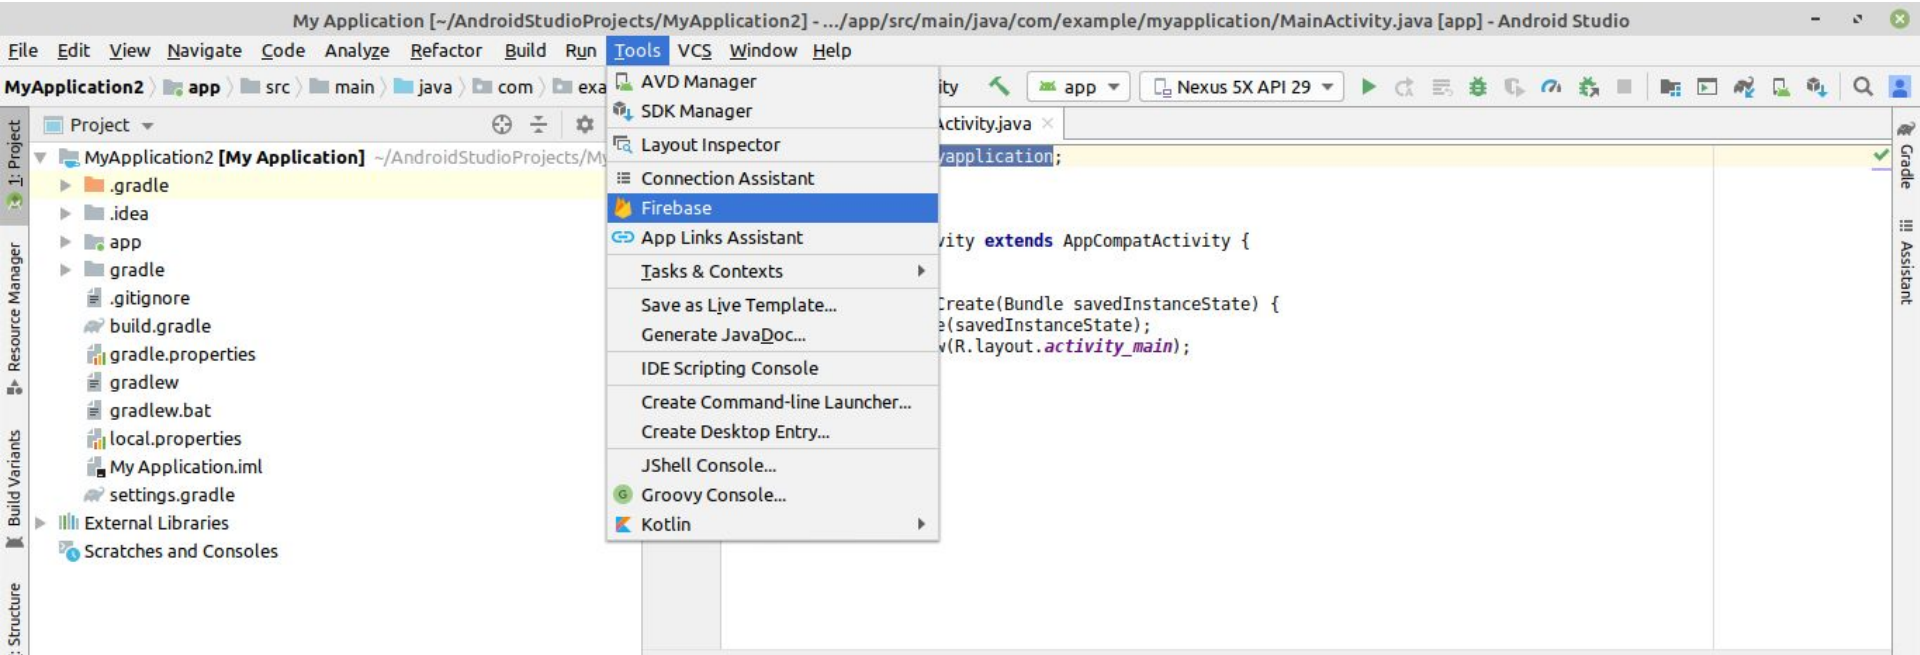 My Application [~/AndroidStudioProjects/MyApplication2] - .../app/src/main/java/com/example/myapplication/MainActivity.java [app] - Android Studio
File Edit View Navigate Code Analyze Refactor Build Run Tools VCS Window Help
MyApplication2 app src main java com exa ity app Nexus 5X API 29
Project
Activity.java
MyApplication2 [My Application] ~/AndroidStudioProjects/My
.gradle
.idea
app
gradle
.gitignore
build.gradle
gradle.properties
gradlew
gradlew.bat
local.properties
My Application.iml
settings.gradle
External Libraries
Scratches and Consoles
AVD Manager
SDK Manager
Layout Inspector
Connection Assistant
Firebase
App Links Assistant
Tasks & Contexts
Save as Live Template...
Generate JavaDoc...
IDE Scripting Console
Create Command-line Launcher...
Create Desktop Entry...
JShell Console...
Groovy Console...
Kotlin
yapplication;
vity extends AppCompatActivity {
Create(Bundle savedInstanceState) {
e(savedInstanceState);
w(R.layout.activity_main);
1: Project
Resource Manager
Build Variants
: Structure
Gradle
Assistant